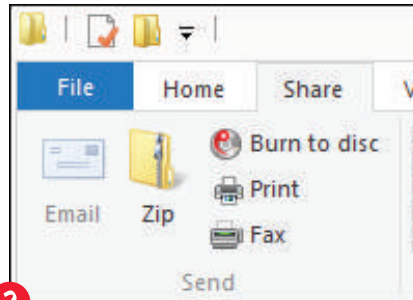 File Home Share
Burn to disc
Print
Email Zip Fax
Send